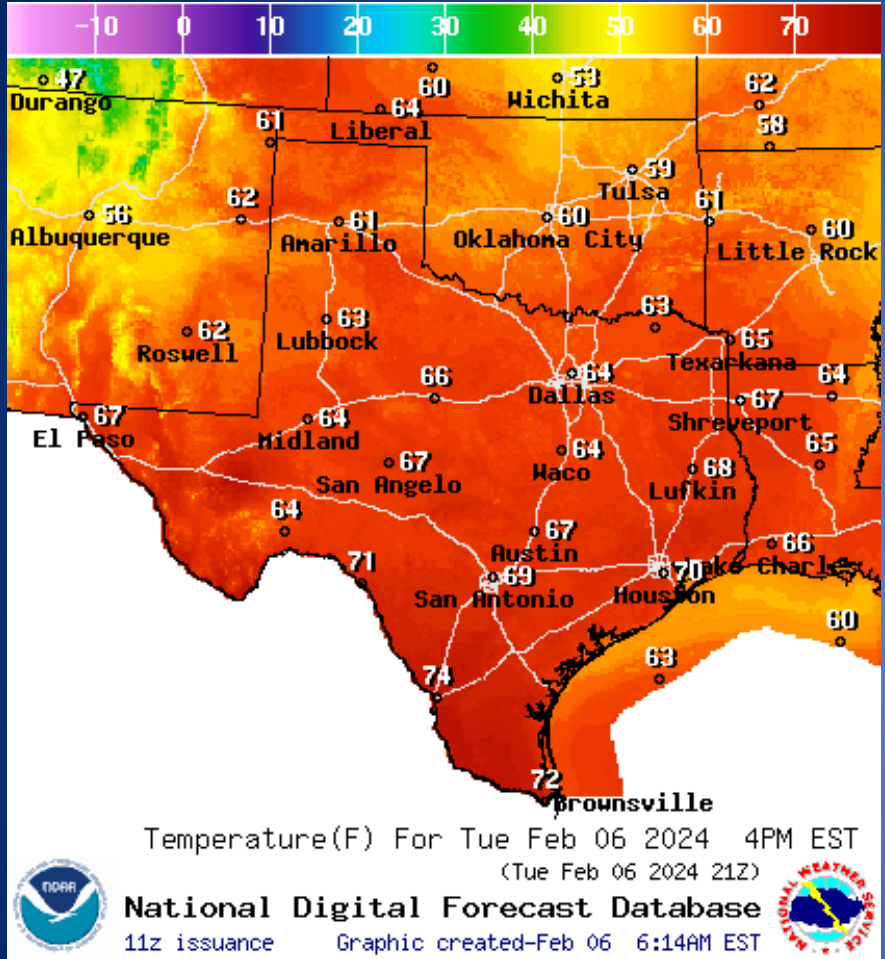 -10 0 10 20 30 40 50 60 70
47
Durango
60
53
Wichita
62
64
Liberal
61
58
59
Tulsa
56
Albuquerque
62
61
Amarillo
60
Oklahoma City
61
60
Little Rock
62
Roswell
63
Lubbock
63
65
Texarkana
66
64
Dallas
64
67
Shreveport
67
El Paso
64
Midland
67
San Angelo
64
Waco
68
Lufkin
65
64
67
Austin
66
Lake Charles
71
69
San Antonio
70
Houston
60
63
74
72
Brownsville
Temperature(F) For Tue Feb 06 2024 4PM EST
(Tue Feb 06 2024 21Z)
NOAA
National Digital Forecast Database
NATIONAL WEATHER SERVICE
11z issuance Graphic created-Feb 06 6:14AM EST